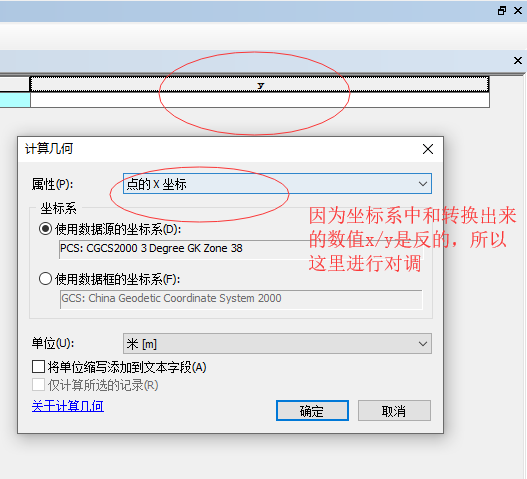 y
计算几何
属性(P):
点的 X 坐标
坐标系
使用数据源的坐标系(D):
PCS: CGCS2000 3 Degree GK Zone 38
使用数据框的坐标系(F):
GCS: China Geodetic Coordinate System 2000
因为坐标系中和转换出来
的数值x/y是反的，所以
这里进行对调
单位(U):
米 [m]
将单位缩写添加到文本字段(A)
仅计算所选的记录(R)
关于计算几何
确定
取消